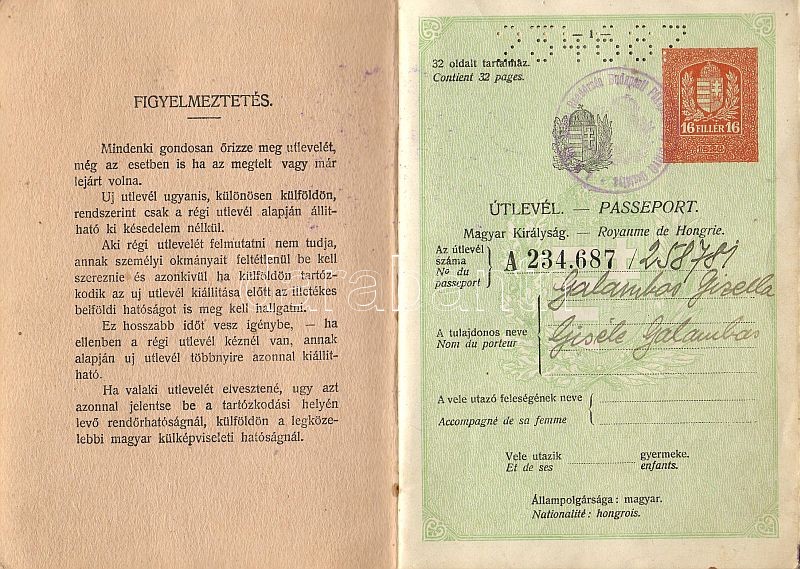 FIGYELMEZTETÉS.
Mindenki gondosan őrizze meg utlevelét,
még az esetben is ha az megtelt vagy már
lejárt volna.
Uj utlevél ugyanis, különösen külföldön,
rendszerint csak a régi utlevél alapján állit-
ható ki késedelem nélkül.
Aki régi utlevelét felmutatni nem tudja,
annak személyi okmányait feltétlenül be kell
szereznie és azonkivül ha külföldön tartóz-
kodik az uj utlevél kiállitása előtt az illetékes
belföldi hatóságot is meg kell hallgatni.
Ez hosszabb időt vesz igénybe, — ha
ellenben a régi utlevél kéznél van, annak
alapján uj utlevél többnyire azonnal kiállit-
ható.
Ha valaki utlevelét elvesztené, ugy azt
azonnal jelentse be a tartózkodási helyén
levő rendőrhatóságnál, külföldön a legköze-
lebbi magyar külképviseleti hatóságnál.
— 1 —
234687
32 oldalt tartalmaz.
Contient 32 pages.
16 FILLÉR 16
ÚTLEVÉL. — PASSEPORT.
Magyar Királyság. — Royaume de Hongrie.
Az útlevél
száma
No du
passeport
A 234.687 / 258781
Galambos Gizella
A tulajdonos neve
Nom du porteur
Gisèle Galambos
A vele utazó feleségének neve
Accompagné de sa femme
Vele utazik gyermeke.
Et de ses enfants.
Állampolgársága : magyar.
Nationalité : hongrois.